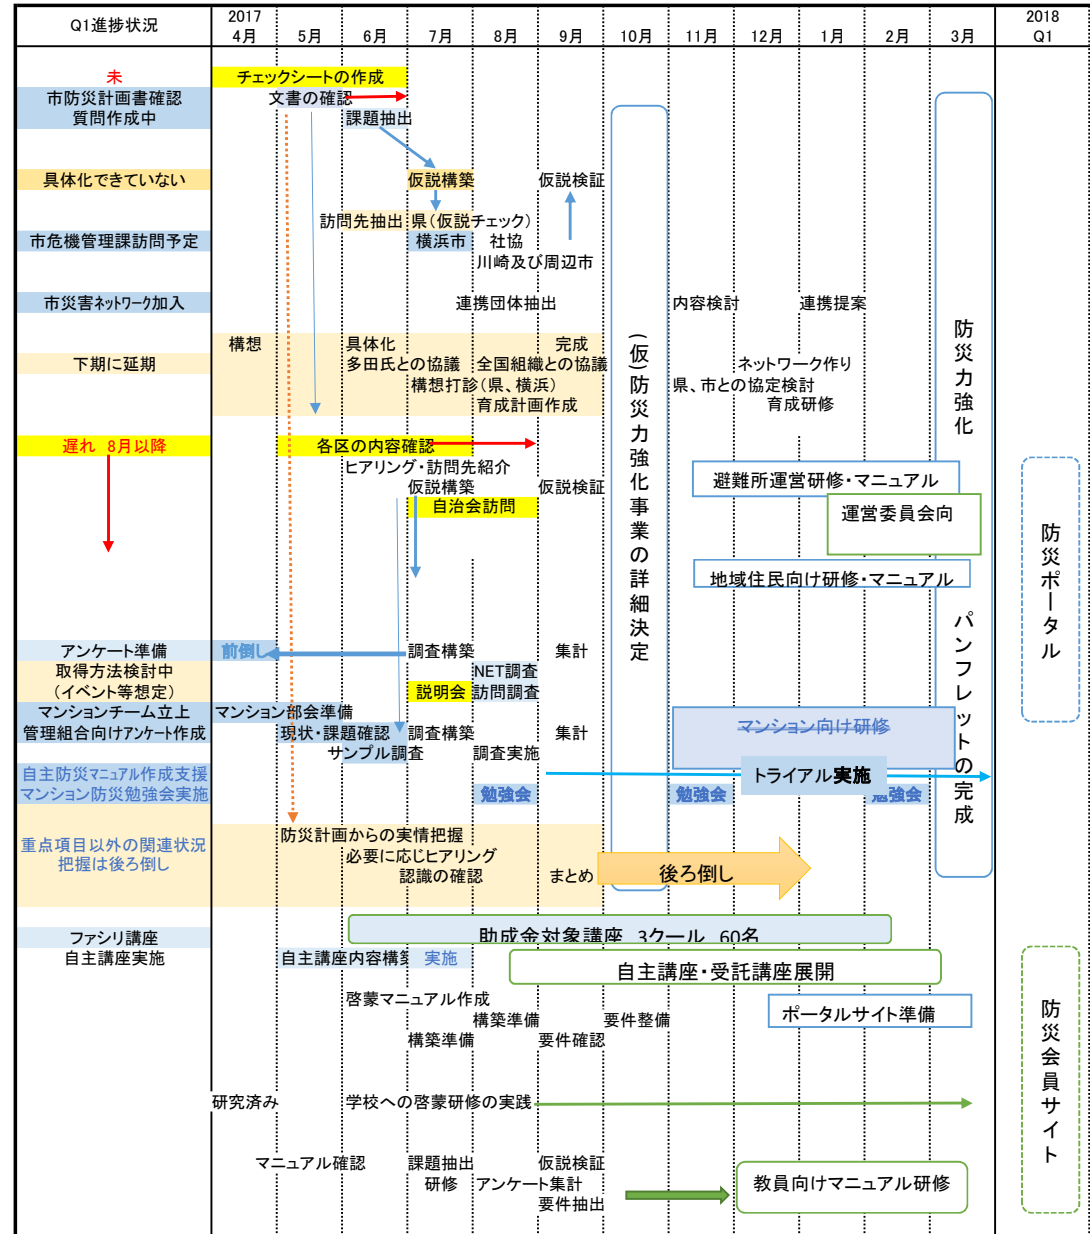 Q1進捗状況
2017
4月 5月 6月 7月 8月 9月 10月 11月 12月 1月 2月 3月
2018
Q1
未
チェックシートの作成
市防災計画書確認
質問作成中
文書の確認
課題抽出
具体化できていない
仮説構築
仮説検証
訪問先抽出
県(仮説チェック)
市危機管理課訪問予定
横浜市
社協
川崎及び周辺市
市災害ネットワーク加入
連携団体抽出
内容検討
連携提案
構想
具体化
完成
下期に延期
多田氏との協議
全国組織との協議
ネットワーク作り
構想打診(県、横浜)
県、市との協定検討
育成計画作成
育成研修
(仮)防災力強化事業の詳細決定
防災力強化
パンフレットの完成
遅れ 8月以降
各区の内容確認
ヒアリング・訪問先紹介
仮説構築
仮説検証
自治会訪問
避難所運営研修・マニュアル
運営委員会向
地域住民向け研修・マニュアル
防災ポータル
アンケート準備
前倒し
調査構築
集計
取得方法検討中
(イベント等想定)
NET調査
説明会
訪問調査
マンションチーム立上
管理組合向けアンケート作成
マンション部会準備
現状・課題確認
調査構築
集計
マンション向け研修
サンプル調査
調査実施
自主防災マニュアル作成支援
マンション防災勉強会実施
トライアル実施
勉強会
勉強会
勉強会
重点項目以外の関連状況
把握は後ろ倒し
防災計画からの実情把握
必要に応じヒアリング
認識の確認
まとめ
後ろ倒し
ファシリ講座
自主講座実施
助成金対象講座 3クール 60名
自主講座内容構築
実施
自主講座・受託講座展開
啓蒙マニュアル作成
構築準備
要件整備
ポータルサイト準備
構築準備
要件確認
防災会員サイト
研究済み
学校への啓蒙研修の実践
マニュアル確認
課題抽出
仮説検証
研修
アンケート集計
要件抽出
教員向けマニュアル研修